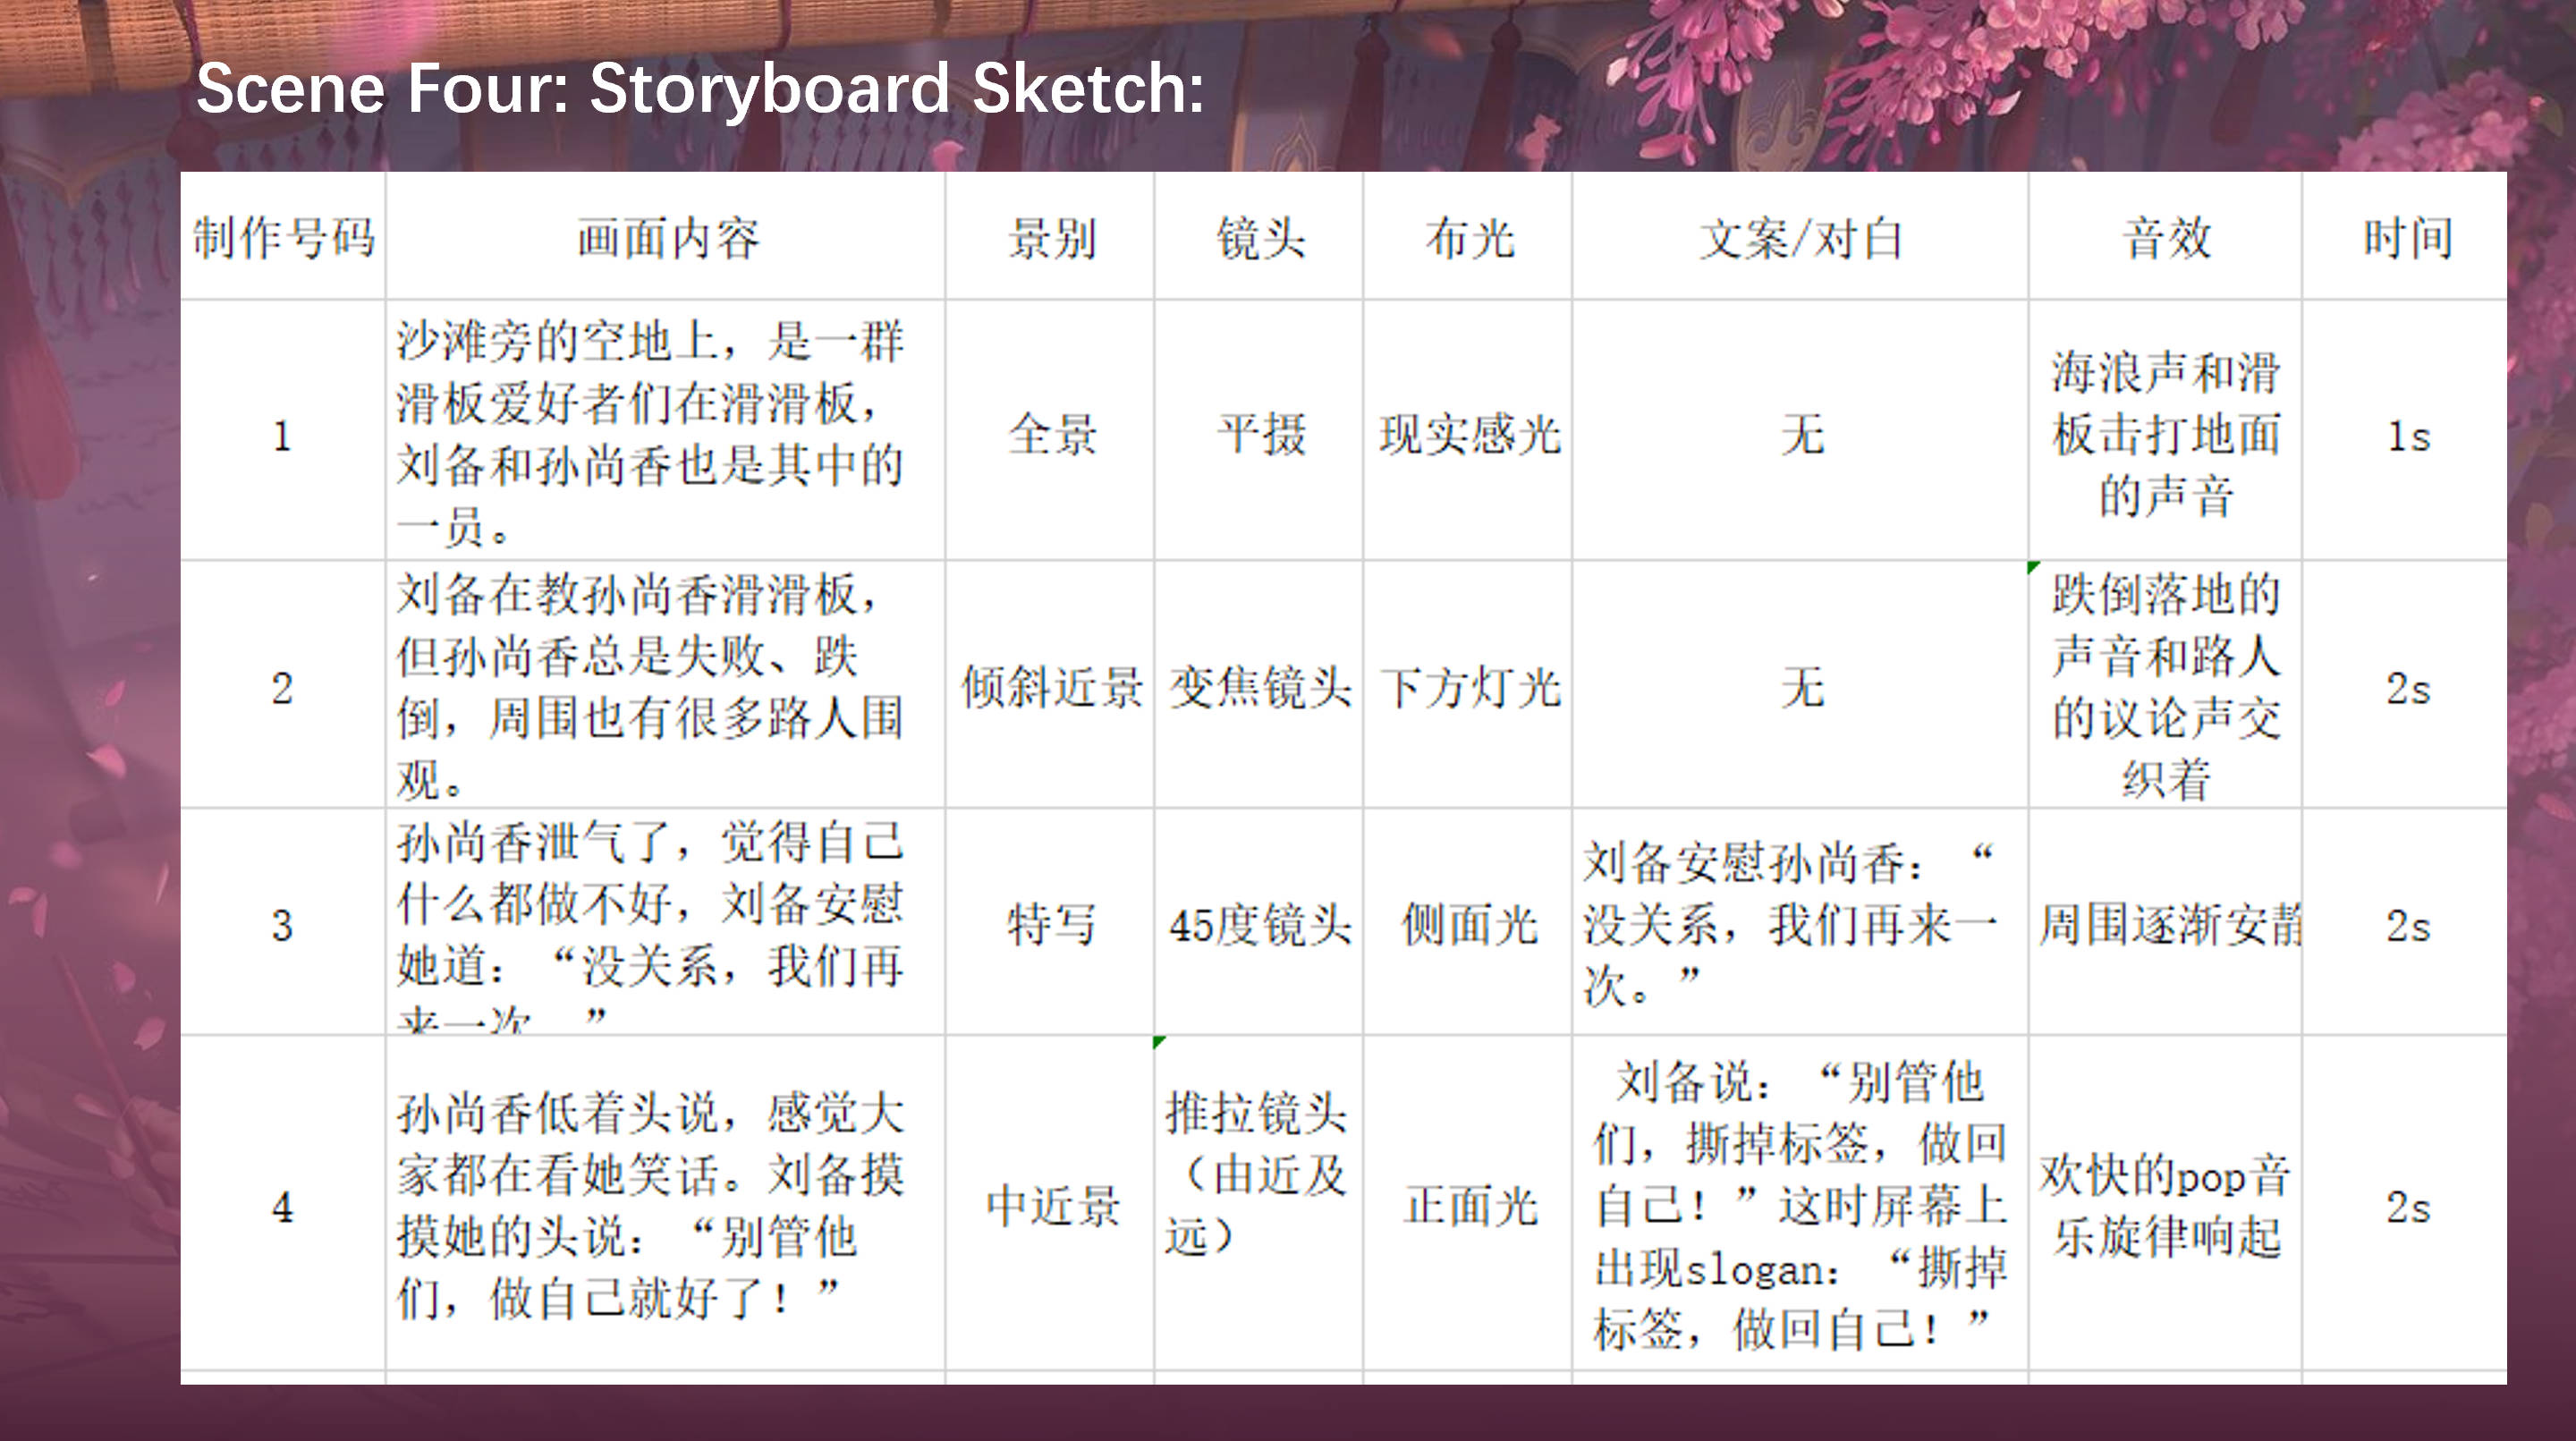 Scene Four: Storyboard Sketch:
制作号码
画面内容
景别
镜头
布光
文案/对白
音效
时间
1
沙滩旁的空地上，是一群
滑板爱好者们在滑滑板，
刘备和孙尚香也是其中的
一员。
全景
平摄
现实感光
无
海浪声和滑
板击打地面
的声音
1s
2
刘备在教孙尚香滑滑板，
但孙尚香总是失败、跌
倒，周围也有很多路人围
观。
倾斜近景
变焦镜头
下方灯光
无
跌倒落地的
声音和路人
的议论声交
织着
2s
3
孙尚香泄气了，觉得自己
什么都做不好，刘备安慰
她道：“没关系，我们再
来一次。”
特写
45度镜头
侧面光
刘备安慰孙尚香：“
没关系，我们再来一
次。”
周围逐渐安静
2s
4
孙尚香低着头说，感觉大
家都在看她笑话。刘备摸
摸她的头说：“别管他
们，做自己就好了！”
中近景
推拉镜头
（由近及
远）
正面光
刘备说：“别管他
们，撕掉标签，做回
自己！”这时屏幕上
出现slogan：“撕掉
标签，做回自己！”
欢快的pop音
乐旋律响起
2s